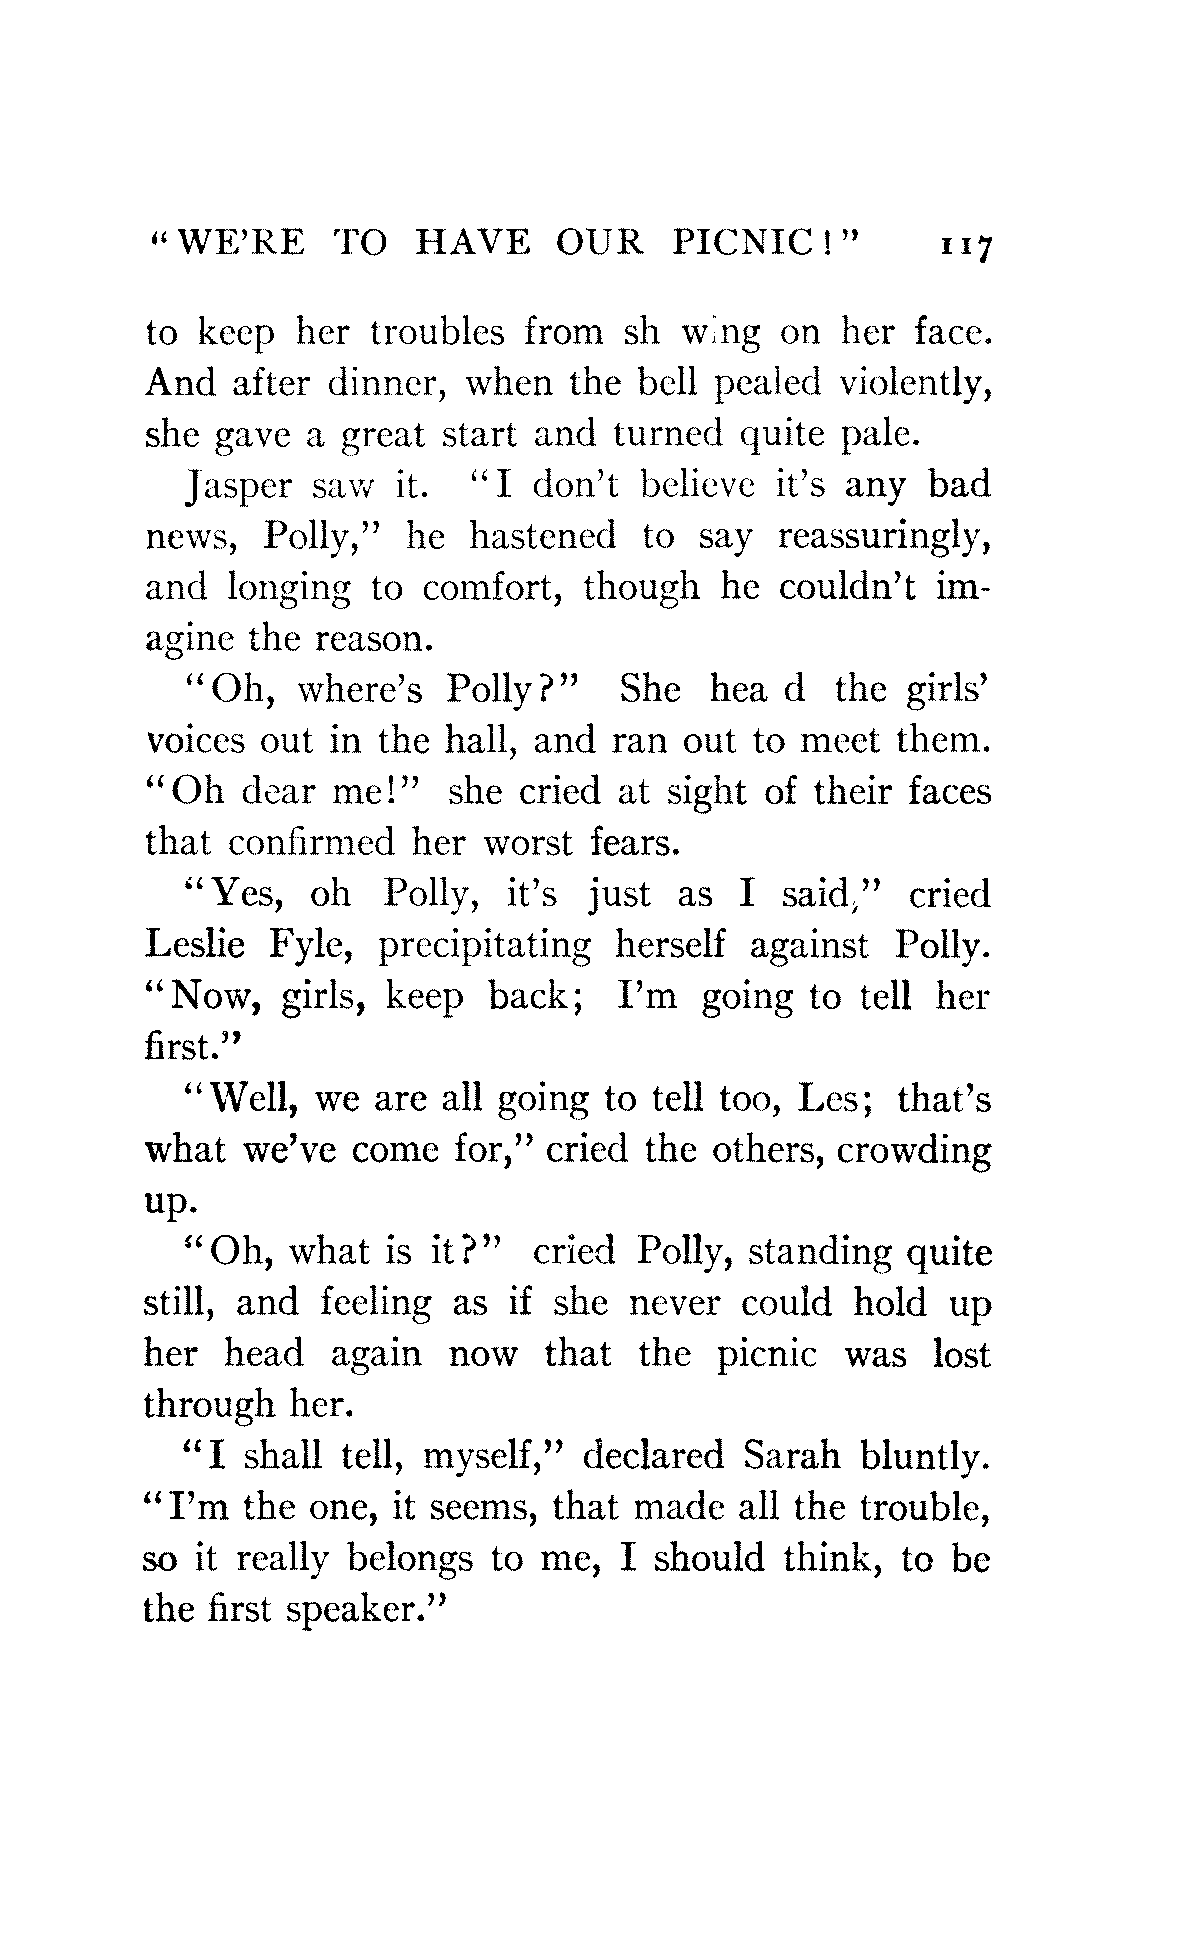 "WE'RE TO HAVE OUR PICNIC!" 117
to keep her troubles from sh wing on her face.
And after dinner, when the bell pealed violently,
she gave a great start and turned quite pale.
Jasper saw it. "I don't believe it's any bad
news, Polly," he hastened to say reassuringly,
and longing to comfort, though he couldn't im-
agine the reason.
"Oh, where's Polly?" She hea d the girls'
voices out in the hall, and ran out to meet them.
"Oh dear me!" she cried at sight of their faces
that confirmed her worst fears.
"Yes, oh Polly, it's just as I said," cried
Leslie Fyle, precipitating herself against Polly.
"Now, girls, keep back; I'm going to tell her
first."
"Well, we are all going to tell too, Les; that's
what we've come for," cried the others, crowding
up.
"Oh, what is it?" cried Polly, standing quite
still, and feeling as if she never could hold up
her head again now that the picnic was lost
through her.
"I shall tell, myself," declared Sarah bluntly.
"I'm the one, it seems, that made all the trouble,
so it really belongs to me, I should think, to be
the first speaker."